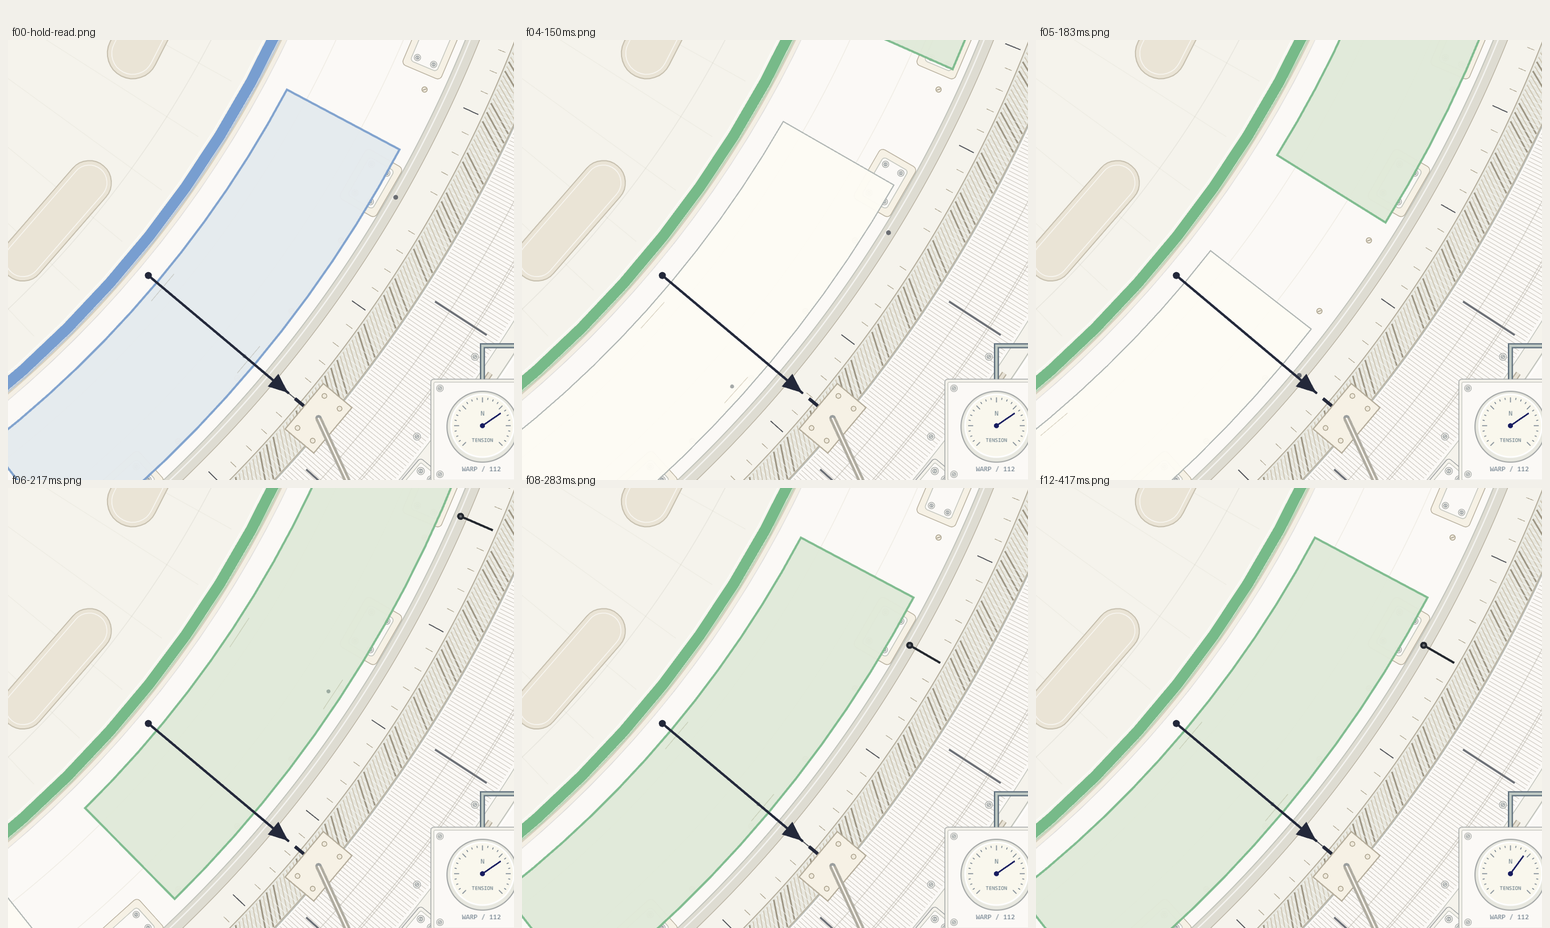 f00-hold-read.png
f04-150ms.png
f05-183ms.png
N
TENSION
WARP / 112
N
TENSION
WARP / 112
N
TENSION
WARP / 112
f06-217ms.png
f08-283ms.png
f12-417ms.png
N
TENSION
WARP / 112
N
TENSION
WARP / 112
N
TENSION
WARP / 112